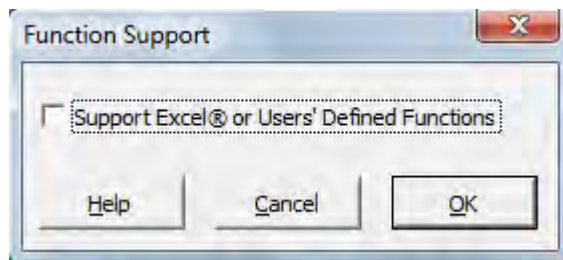 Function Support
Support Excel® or Users' Defined Functions
Help Cancel OK